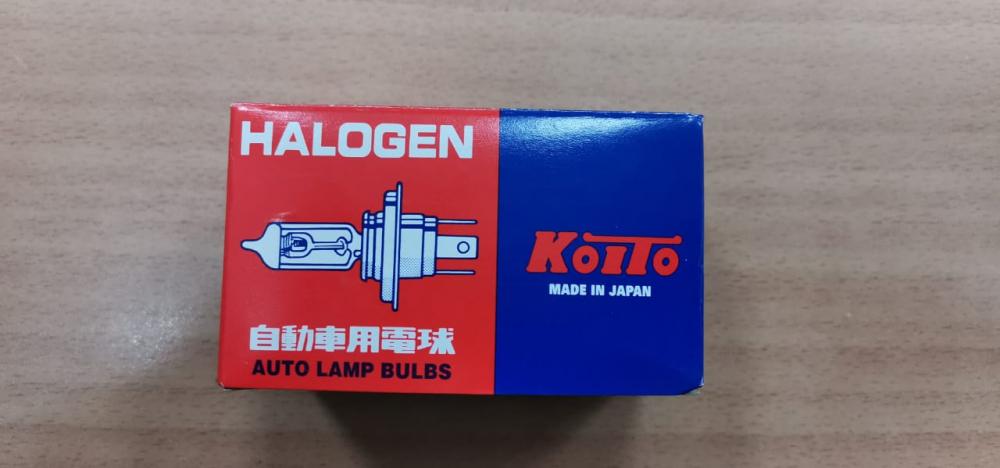 HALOGEN
自動車用電球
AUTO LAMP BULBS
KOITO
MADE IN JAPAN